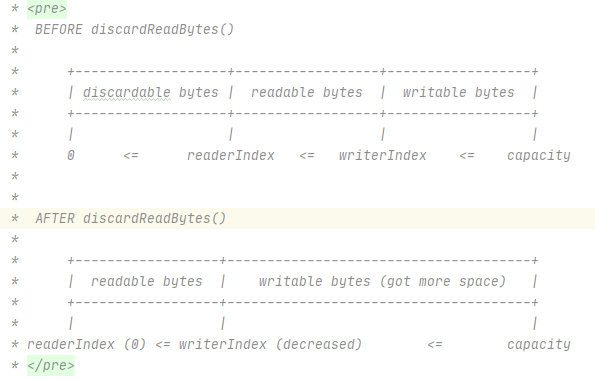 * <pre>
*  BEFORE discardReadBytes()
*
*      +-------------------+------------------+------------------+
*      | discardable bytes |  readable bytes  |  writable bytes  |
*      +-------------------+------------------+------------------+
*      |                   |                  |                  |
*      0      <=      readerIndex   <=   writerIndex    <=    capacity
*
*
*  AFTER discardReadBytes()
*
*      +------------------+--------------------------------------+
*      |  readable bytes  |    writable bytes (got more space)   |
*      +------------------+--------------------------------------+
*      |                  |                                      |
* readerIndex (0) <= writerIndex (decreased)        <=        capacity
* </pre>